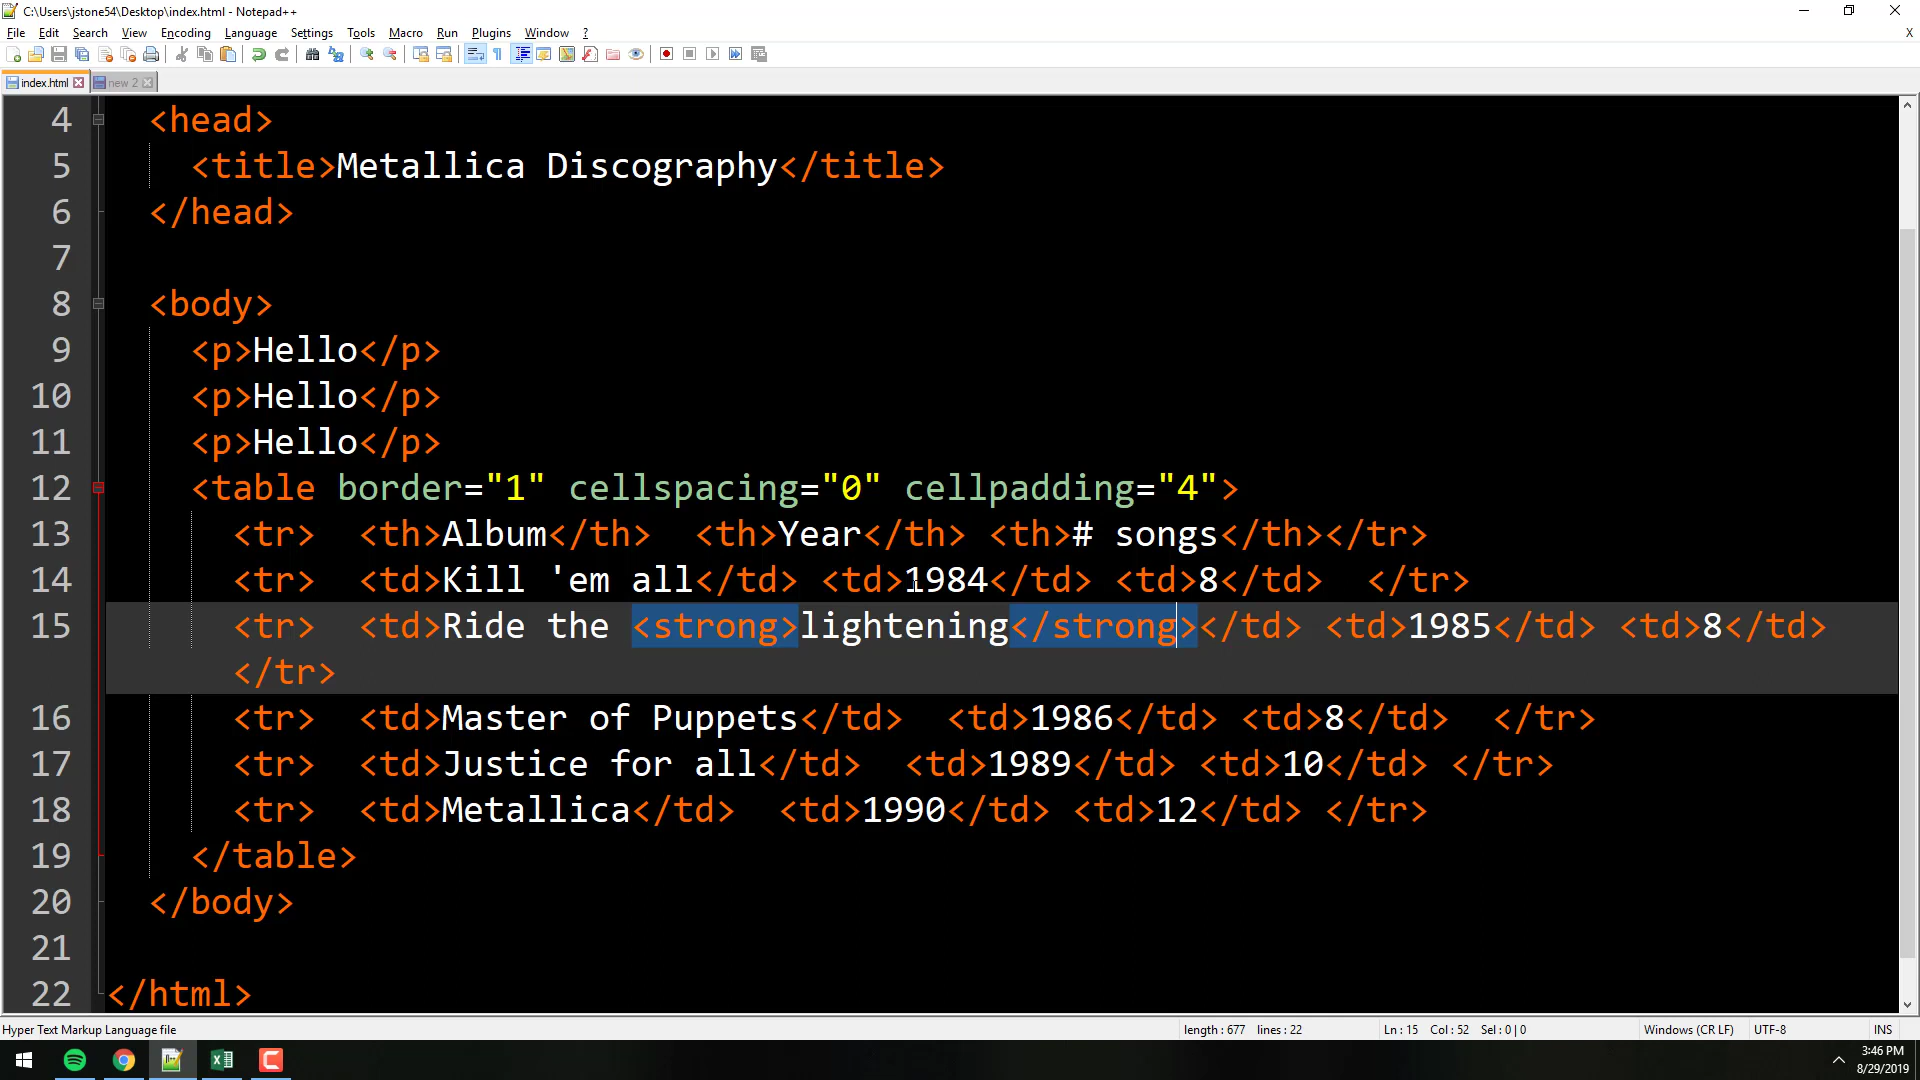 C:\Users\jstone54\Desktop\index.html - Notepad++
File Edit Search View Encoding Language Settings Tools Macro Run Plugins Window ? X
index.html new 2
4 <head>
5 <title>Metallica Discography</title>
6 </head>
7
8 <body>
9 <p>Hello</p>
10 <p>Hello</p>
11 <p>Hello</p>
12 <table border="1" cellspacing="0" cellpadding="4">
13 <tr> <th>Album</th> <th>Year</th> <th># songs</th></tr>
14 <tr> <td>Kill 'em all</td> <td>1984</td> <td>8</td> </tr>
15 <tr> <td>Ride the <strong>lightening</strong></td> <td>1985</td> <td>8</td>
</tr>
16 <tr> <td>Master of Puppets</td> <td>1986</td> <td>8</td> </tr>
17 <tr> <td>Justice for all</td> <td>1989</td> <td>10</td> </tr>
18 <tr> <td>Metallica</td> <td>1990</td> <td>12</td> </tr>
19 </table>
20 </body>
21
22 </html>
Hyper Text Markup Language file length : 677 lines : 22 Ln : 15 Col : 52 Sel : 0 | 0 Windows (CR LF) UTF-8 INS
3:46 PM
8/29/2019